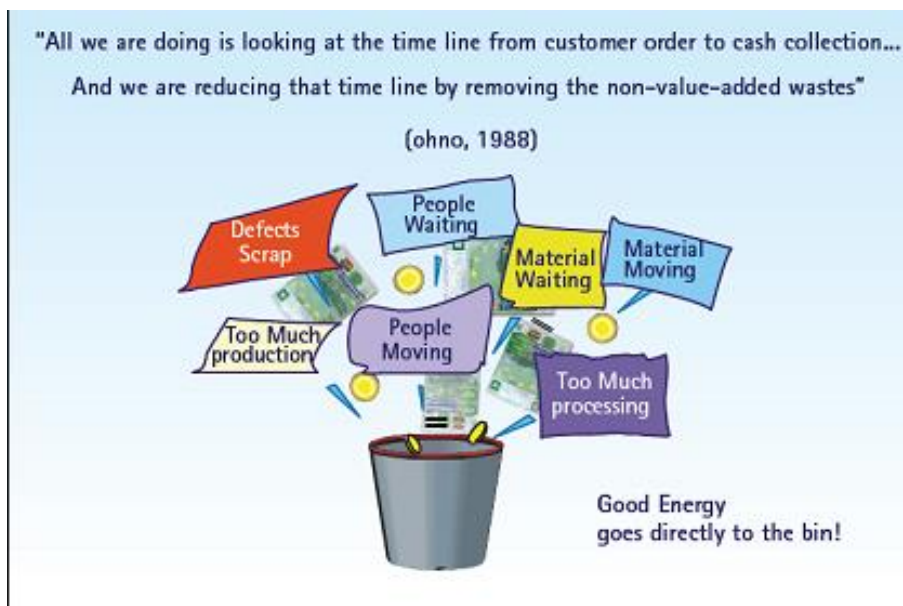 "All we are doing is looking at the time line from customer order to cash collection...
And we are reducing that time line by removing the non-value-added wastes"
(ohno, 1988)
Defects
Scrap
People
Waiting
Material
Waiting
Material
Moving
Too Much
production
People
Moving
Too Much
processing
Good Energy
goes directly to the bin!